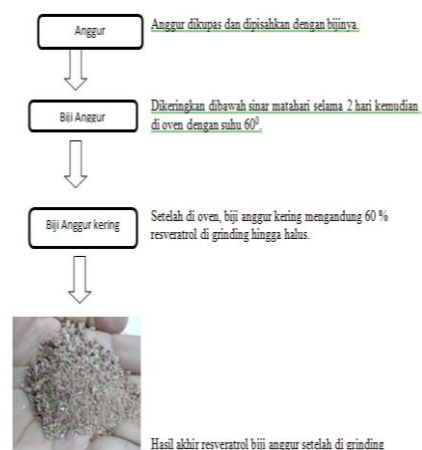 Anggur
Anggur dikupas dan dipisahkan dengan bijinya.
Biji Anggur
Dikeringkan dibawah sinar matahari selama 2 hari kemudian
di oven dengan suhu 60⁰.
Biji Anggur kering
Setelah di oven, biji anggur kering mengandung 60 %
resveratrol di grinding hingga halus.
Hasil akhir resveratrol biji anggur setelah di grinding